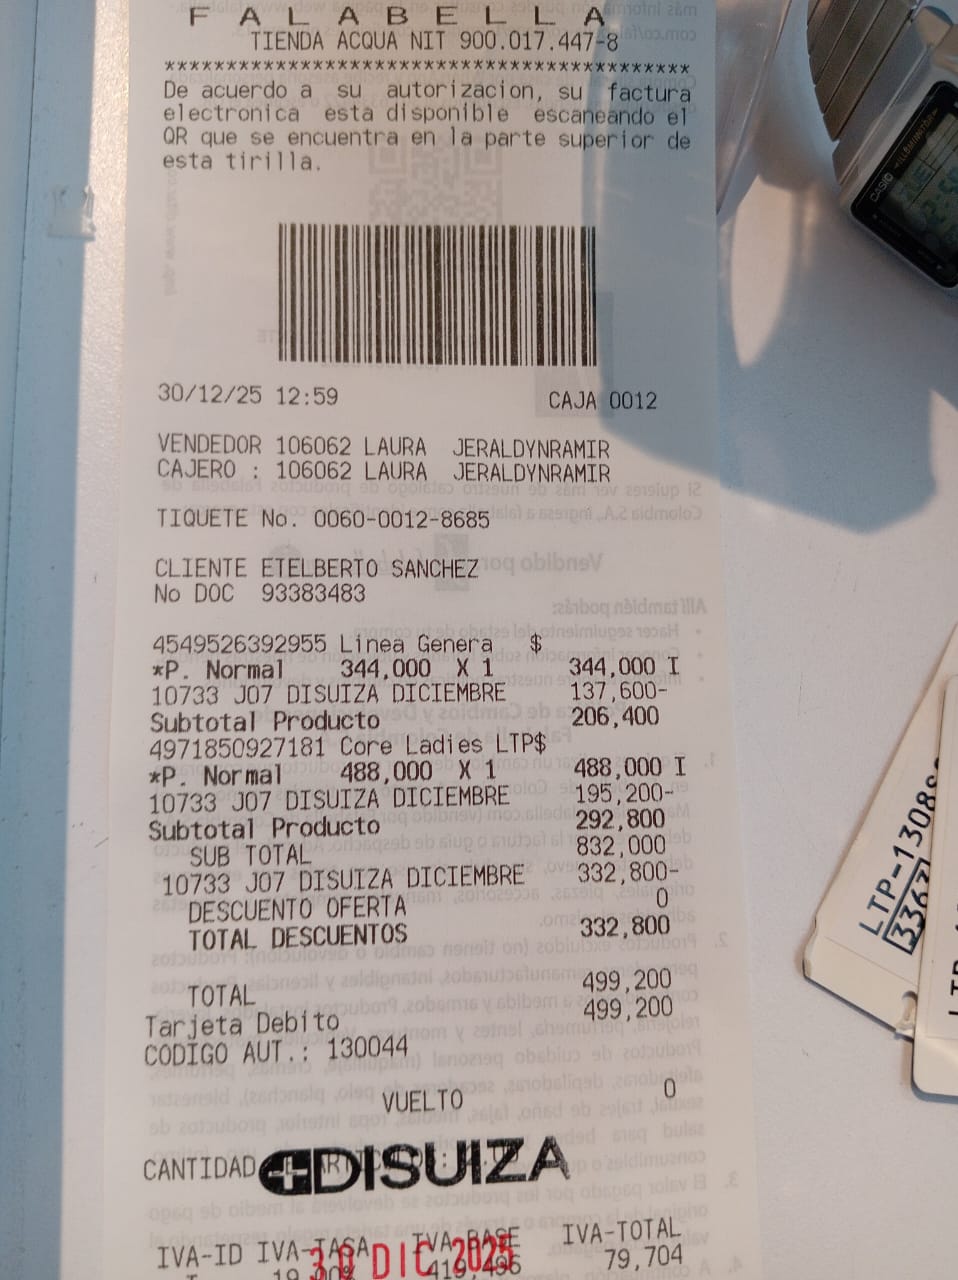 F A L A B E L L A
TIENDA ACQUA NIT 900.017.447-8
******************************************
De acuerdo a su autorizacion, su factura
electronica esta disponible escaneando el
QR que se encuentra en la parte superior de
esta tirilla.
30/12/25 12:59 CAJA 0012
VENDEDOR 106062 LAURA JERALDYNRAMIR
CAJERO : 106062 LAURA JERALDYNRAMIR
TIQUETE No. 0060-0012-8685
CLIENTE ETELBERTO SANCHEZ
No DOC 93383483
4549526392955 Linea Genera $
*P. Normal 344,000 X 1 344,000 I
10733 J07 DISUIZA DICIEMBRE 137,600-
Subtotal Producto 206,400
4971850927181 Core Ladies LTP$
*P. Normal 488,000 X 1 488,000 I
10733 J07 DISUIZA DICIEMBRE 195,200-
Subtotal Producto 292,800
SUB TOTAL 832,000
10733 J07 DISUIZA DICIEMBRE 332,800-
DESCUENTO OFERTA 0
TOTAL DESCUENTOS 332,800
TOTAL 499,200
Tarjeta Debito 499,200
CODIGO AUT.: 130044
VUELTO 0
CANTIDAD
DISUIZA
IVA-ID IVA-TASA IVA-BASE IVA-TOTAL
419,496 79,704
30 DIC 2025
CASIO
ILLUMINATOR
LTP-1308
3367